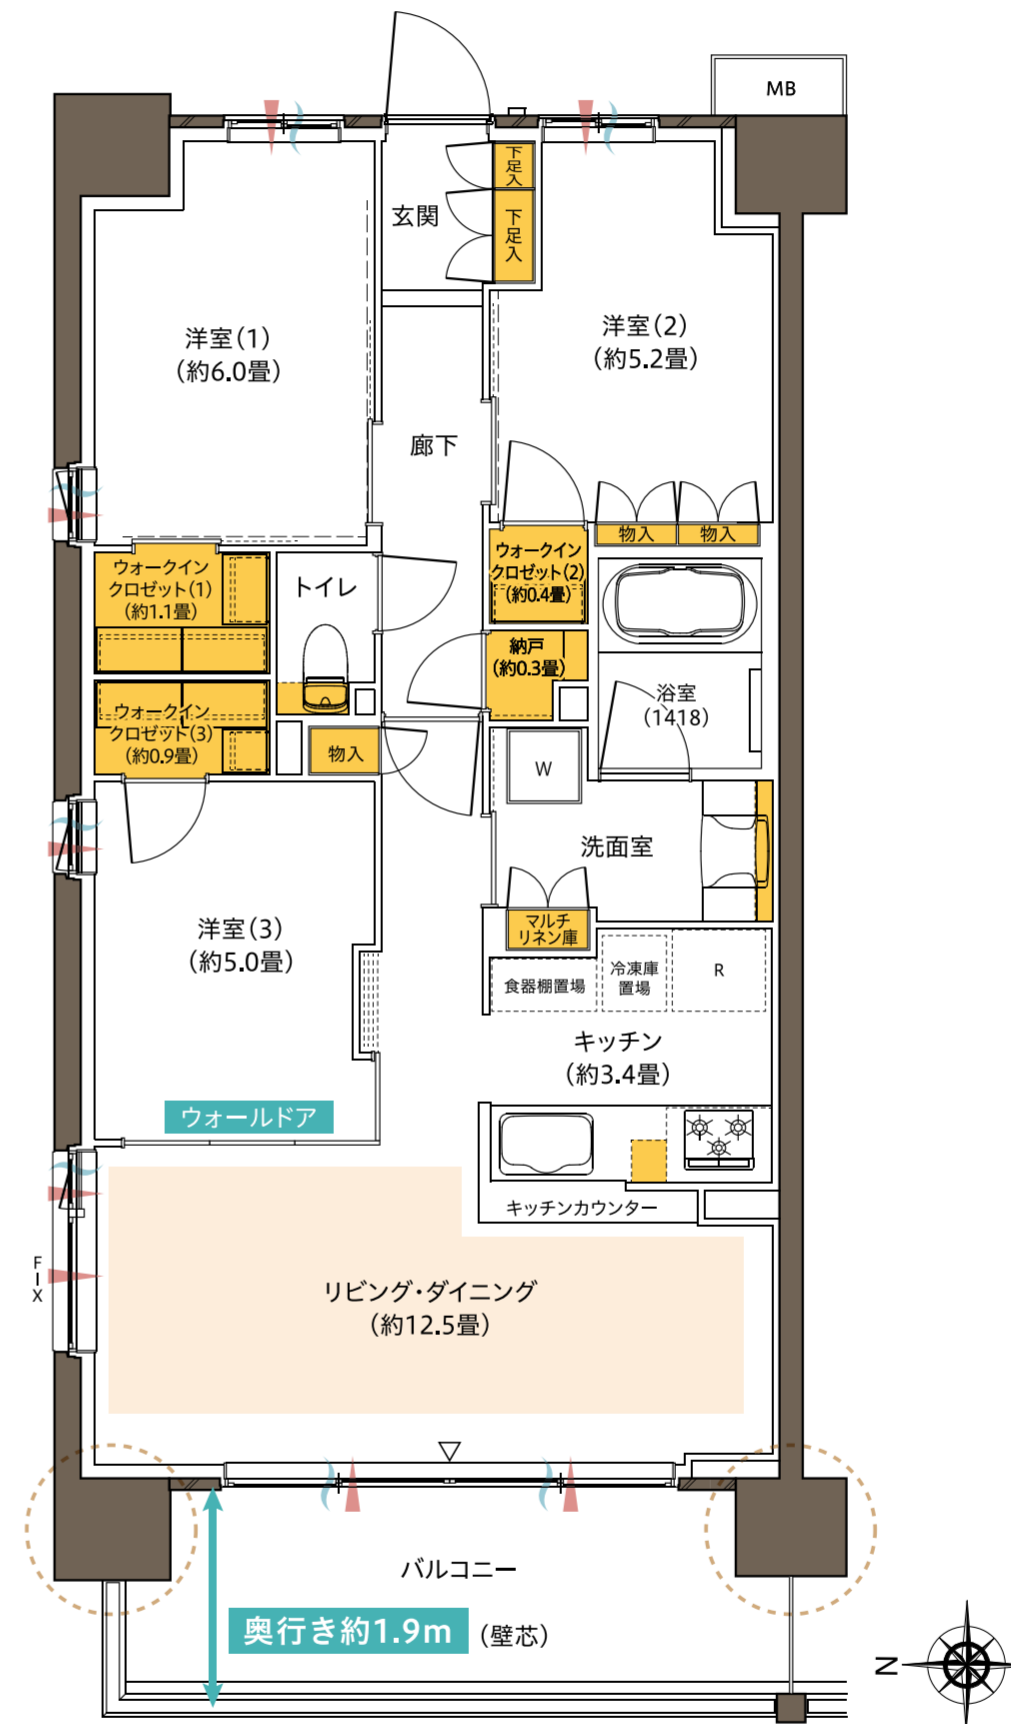 MB
下足入
下足入
玄関
洋室（1）
（約6.0畳）
洋室（2）
（約5.2畳）
廊下
物入
物入
ウォークイン
クロゼット（1）
（約1.1畳）
トイレ
ウォークイン
クロゼット（2）
（約0.4畳）
納戸
（約0.3畳）
浴室
（1418）
ウォークイン
クロゼット（3）
（約0.9畳）
物入
W
洗面室
マルチ
リネン庫
洋室（3）
（約5.0畳）
食器棚置場
冷凍庫
置場
R
キッチン
（約3.4畳）
ウォールドア
キッチンカウンター
FIX
リビング・ダイニング
（約12.5畳）
バルコニー
奥行き約1.9m（壁芯）
N